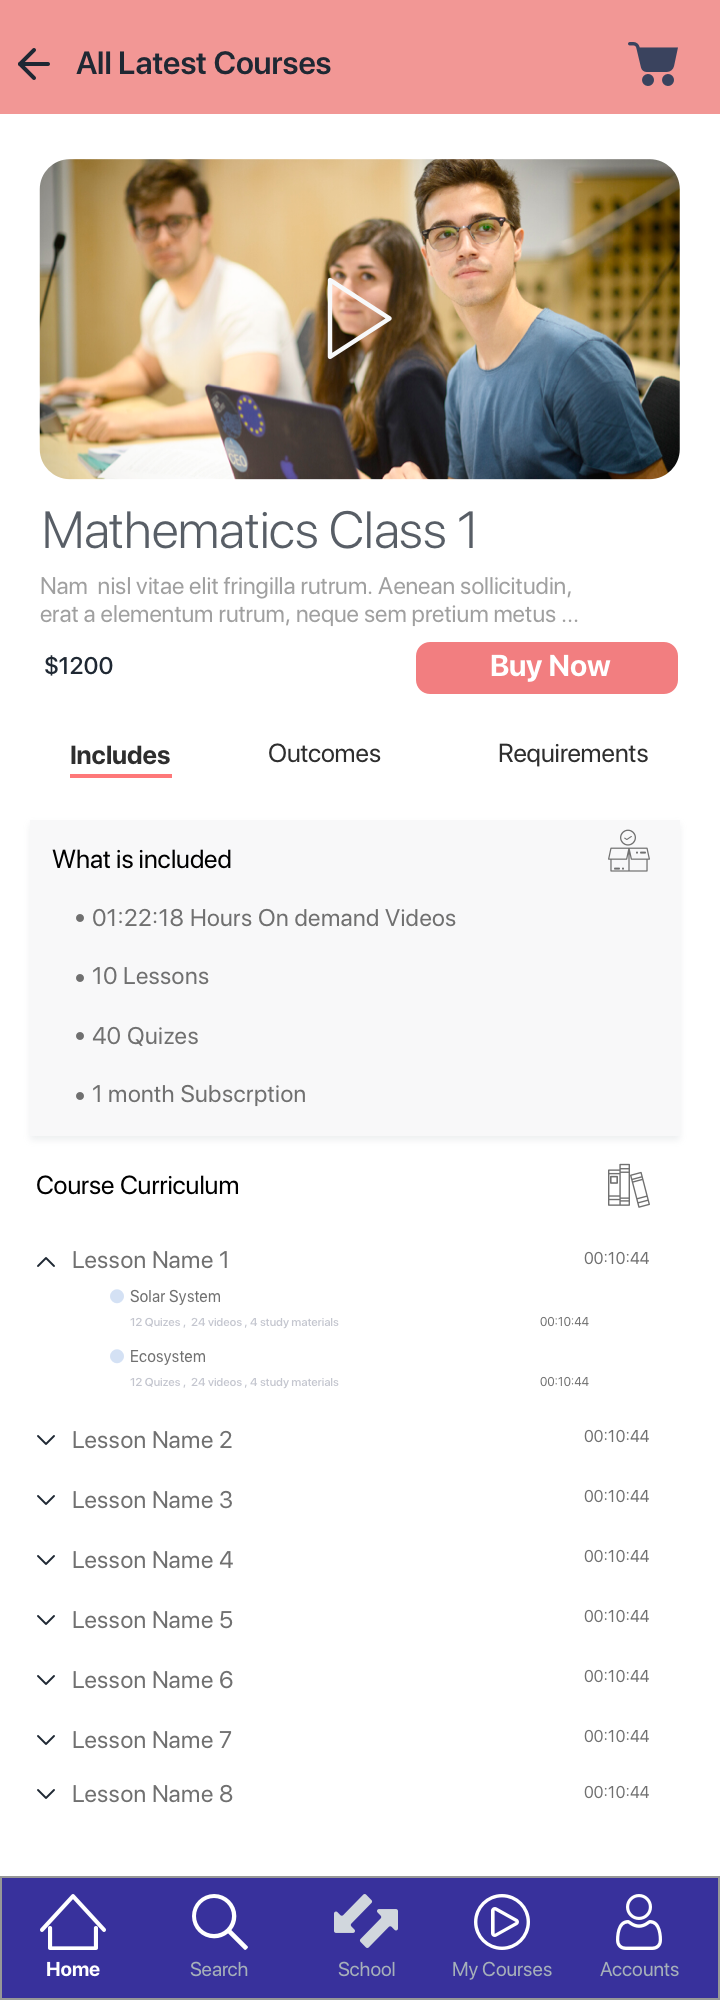 All Latest Courses
Mathematics Class 1
Nam  nisl vitae elit fringilla rutrum. Aenean sollicitudin,
erat a elementum rutrum, neque sem pretium metus ...
$1200
Buy Now
Includes
Outcomes
Requirements
What is included
• 01:22:18 Hours On demand Videos
• 10 Lessons
• 40 Quizes
• 1 month Subscrption
Course Curriculum
Lesson Name 1 00:10:44
Solar System
12 Quizes ,  24 videos , 4 study materials 00:10:44
Ecosystem
12 Quizes ,  24 videos , 4 study materials 00:10:44
Lesson Name 2 00:10:44
Lesson Name 3 00:10:44
Lesson Name 4 00:10:44
Lesson Name 5 00:10:44
Lesson Name 6 00:10:44
Lesson Name 7 00:10:44
Lesson Name 8 00:10:44
Home
Search
School
My Courses
Accounts